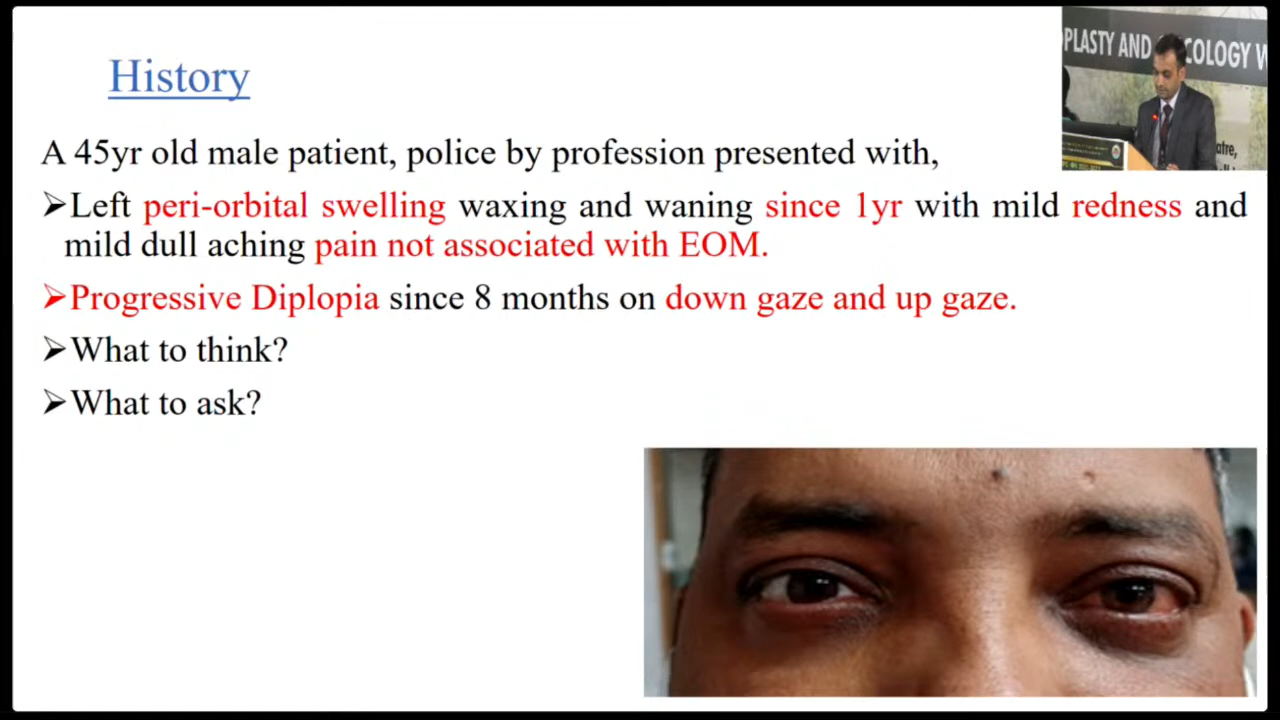 History
A 45yr old male patient, police by profession presented with,
➢Left peri-orbital swelling waxing and waning since 1yr with mild redness and
mild dull aching pain not associated with EOM.
➢Progressive Diplopia since 8 months on down gaze and up gaze.
➢What to think?
➢What to ask?
PLASTY AND